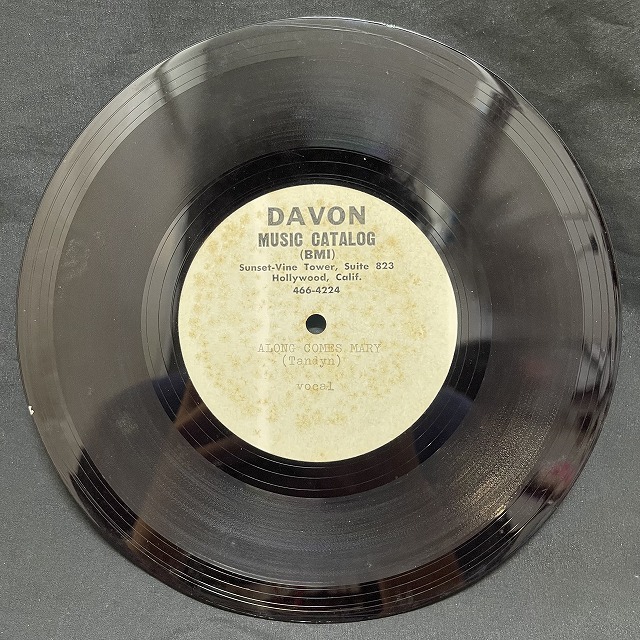 DAVON
MUSIC CATALOG
(BMI)
Sunset-Vine Tower, Suite 823
Hollywood, Calif.
466-4224
ALONG COMES MARY
(Tandyn)
vocal